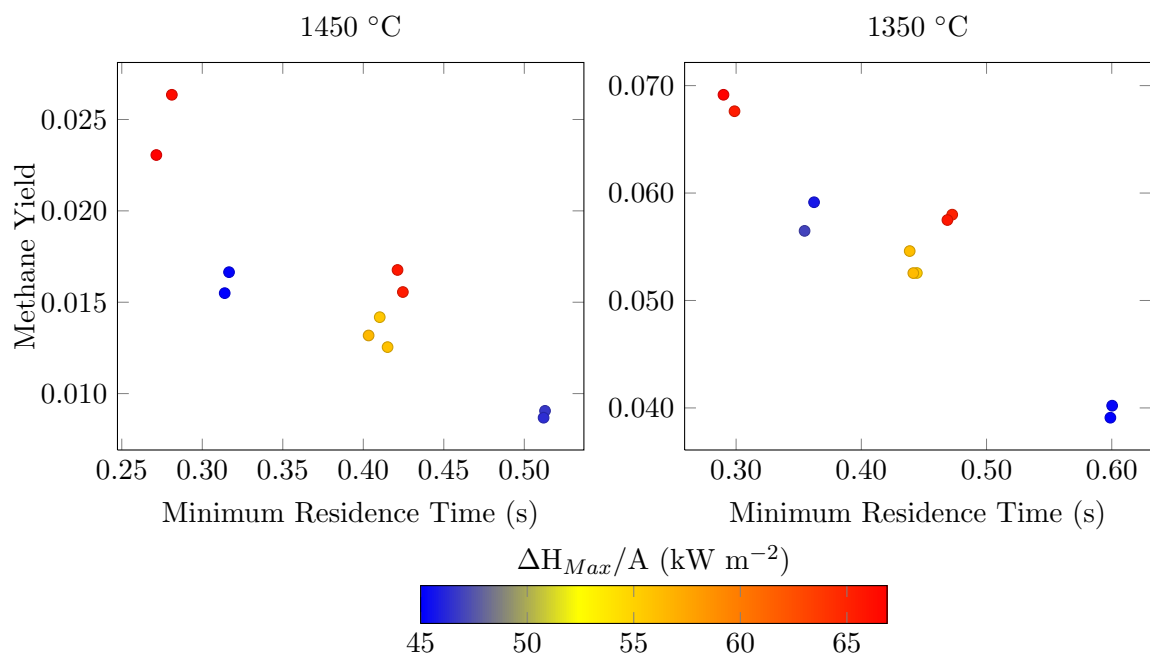 1450 °C
1350 °C
Methane Yield
0.025
0.020
0.015
0.010
0.25 0.30 0.35 0.40 0.45 0.50
Minimum Residence Time (s)
0.070
0.060
0.050
0.040
0.30 0.40 0.50 0.60
Minimum Residence Time (s)
ΔH_{Max}/A (kW m⁻²)
45 50 55 60 65